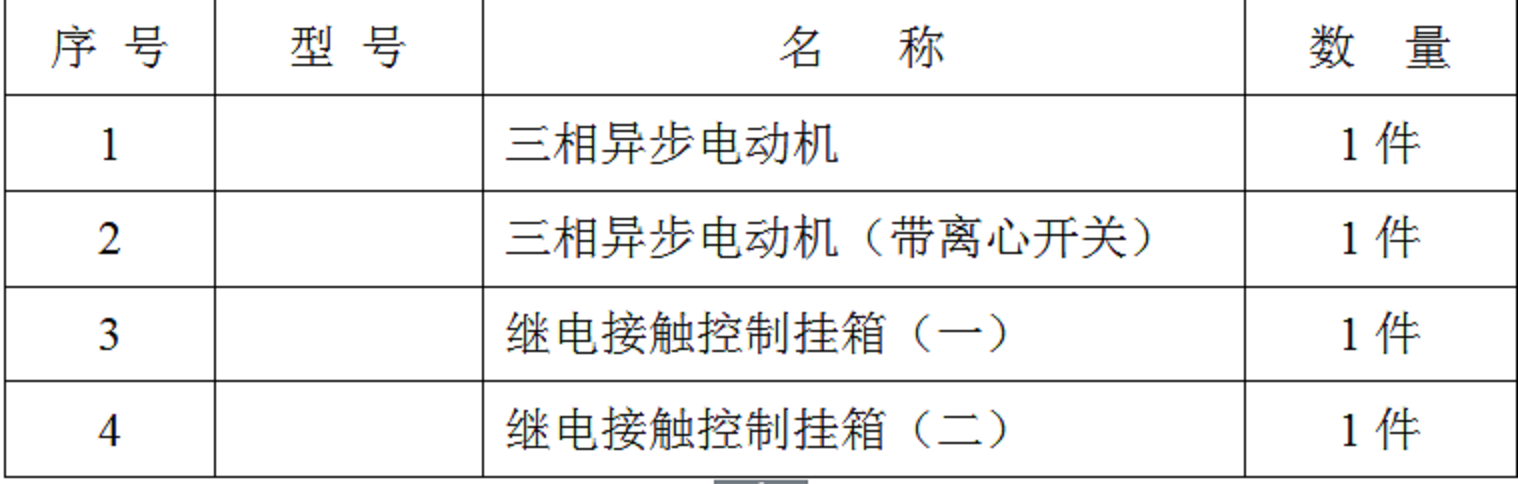 序 号 型 号 名 称 数 量
1 三相异步电动机 1 件
2 三相异步电动机（带离心开关） 1 件
3 继电接触控制挂箱（一） 1 件
4 继电接触控制挂箱（二） 1 件